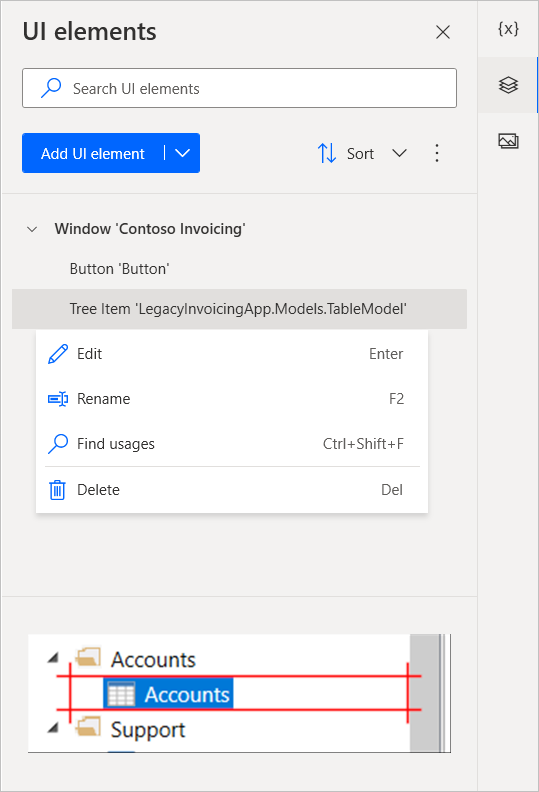 UI elements
{x}
Search UI elements
Add UI element
Sort
Window 'Contoso Invoicing'
Button 'Button'
Tree Item 'LegacyInvoicingApp.Models.TableModel'
Edit Enter
Rename F2
Find usages Ctrl+Shift+F
Delete Del
Accounts
Accounts
Support